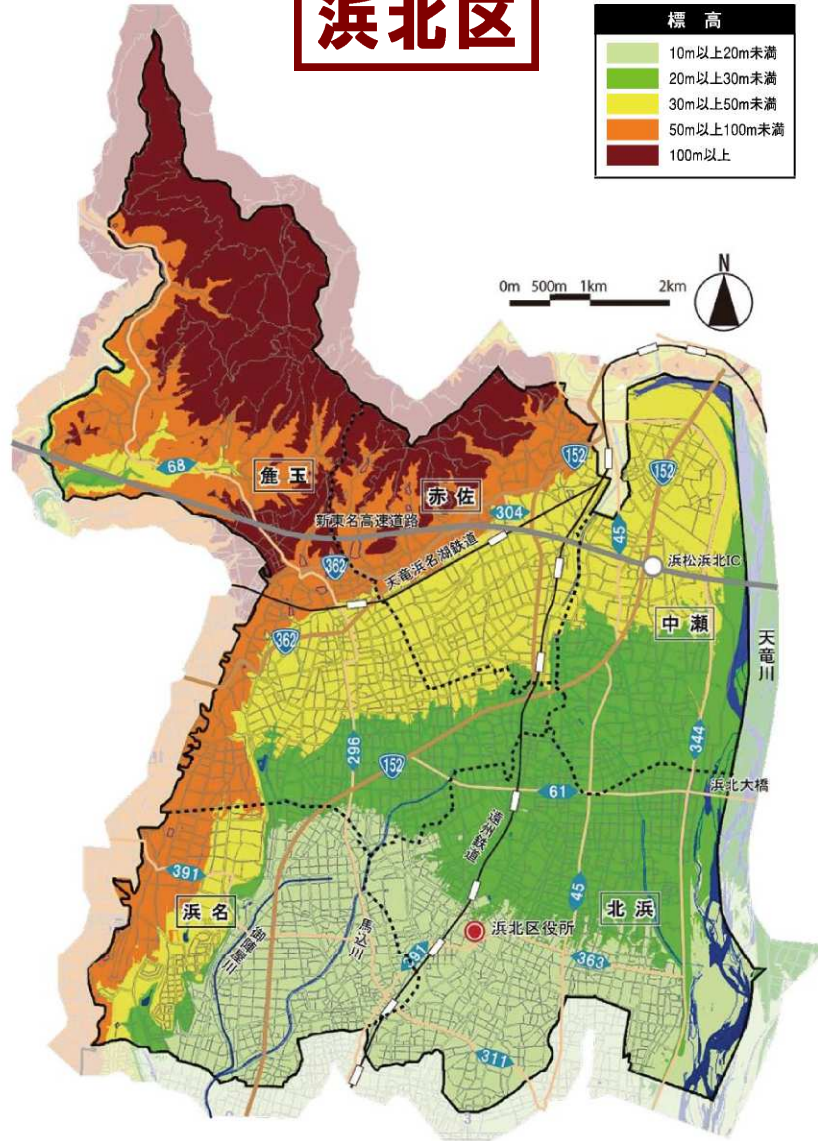 浜北区
標 高
10m以上20m未満
20m以上30m未満
30m以上50m未満
50m以上100m未満
100m以上
N
0m 500m 1km 2km
152
152
68
麁玉
赤佐
新東名高速道路
304
45
362
天竜浜名湖鉄道
浜松浜北IC
362
中瀬
天竜川
296
344
152
61
浜北大橋
遠州鉄道
391
45
浜名
北浜
御陣屋川
馬込川
浜北区役所
391
363
311
3